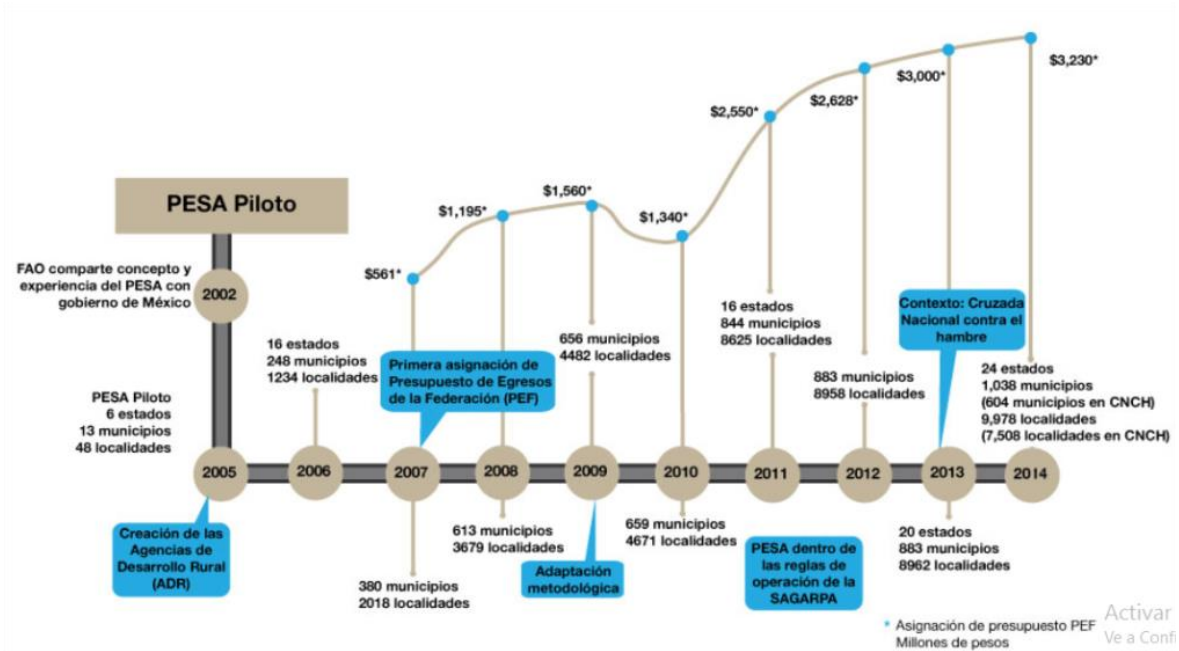 PESA Piloto
FAO comparte concepto y
experiencia del PESA con
gobierno de México
2002
PESA Piloto
6 estados
13 municipios
48 localidades
2005
Creación de las
Agencias de
Desarrollo Rural
(ADR)
16 estados
248 municipios
1234 localidades
2006
$561*
Primera asignación de
Presupuesto de Egresos
de la Federación (PEF)
2007
380 municipios
2018 localidades
$1,195*
2008
613 municipios
3679 localidades
$1,560*
656 municipios
4482 localidades
2009
Adaptación
metodológica
$1,340*
2010
659 municipios
4671 localidades
$2,550*
16 estados
844 municipios
8625 localidades
2011
PESA dentro de
las reglas de
operación de la
SAGARPA
$2,628*
883 municipios
8958 localidades
2012
$3,000*
Contexto: Cruzada
Nacional contra el
hambre
2013
20 estados
883 municipios
8962 localidades
$3,230*
24 estados
1,038 municipios
(604 municipios en CNCH)
9,978 localidades
(7,508 localidades en CNCH)
2014
* Asignación de presupuesto PEF
Millones de pesos
Activar
Ve a Confi